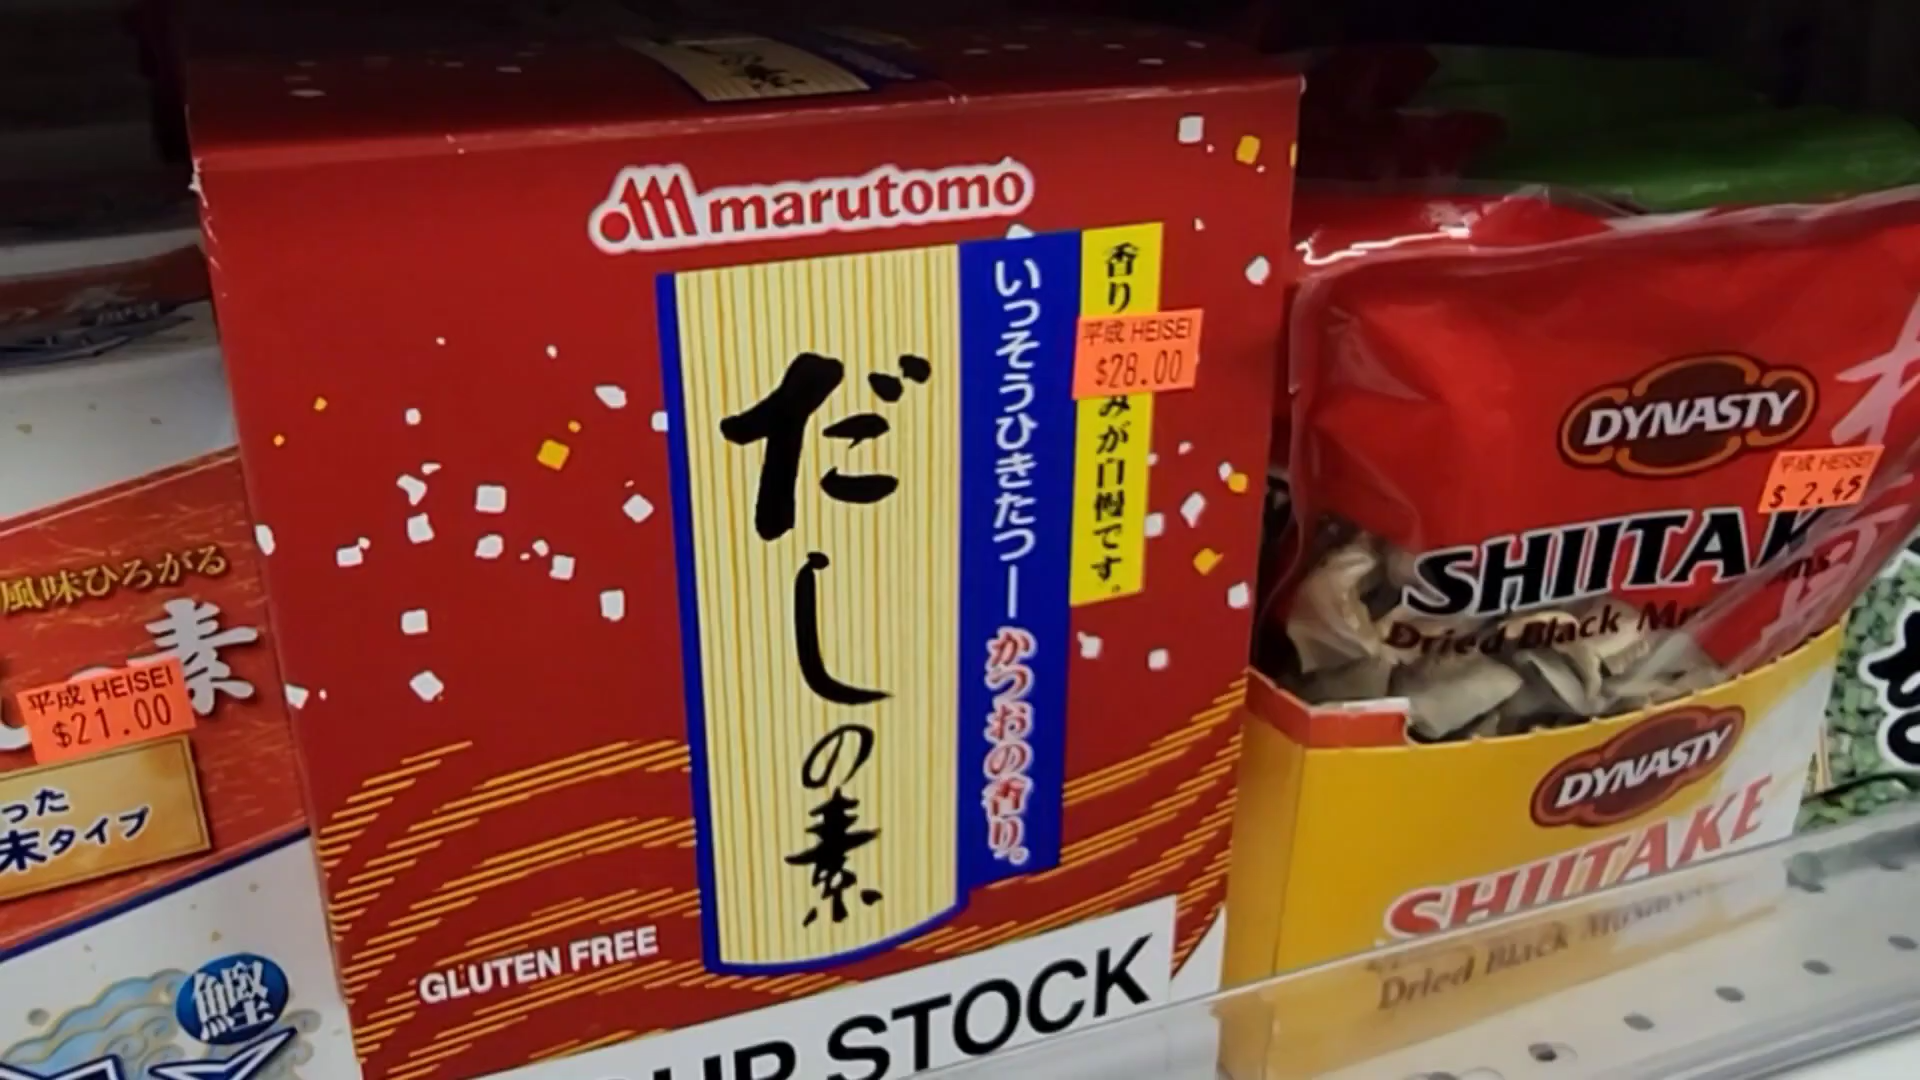 marutomo
だしの素
いっそうひきたつーかつおの香り。
香り
みが自慢です。
平成 HEISEI
$28.00
GLUTEN FREE
STOCK
風味ひろがる
素
平成 HEISEI
$21.00
った
末タイプ
鰹
DYNASTY
平成 HEISEI
$ 2.45
Dried Black
DYNASTY
SHIITAKE
Dried Black